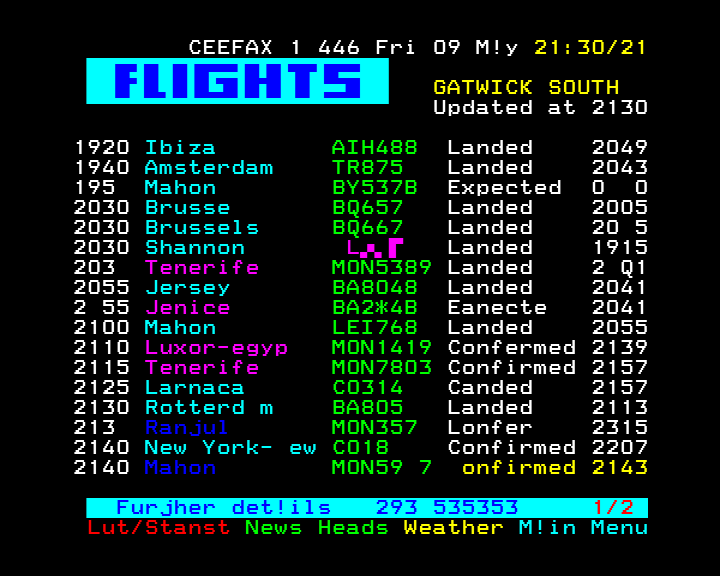 CEEFAX 1 446 Fri 09 M!y 21:30/21
FLIGHTS
GATWICK SOUTH
Updated at 2130
1920 Ibiza AIH488 Landed 2049
1940 Amsterdam TR875 Landed 2043
195 Mahon BY537B Expected 0 0
2030 Brusse BQ657 Landed 2005
2030 Brussels BQ667 Landed 20 5
2030 Shannon L Landed 1915
203 Tenerife MON5389 Landed 2 Q1
2055 Jersey BA8048 Landed 2041
2 55 Jenice BA2*4B Eanecte 2041
2100 Mahon LEI768 Landed 2055
2110 Luxor-egyp MON1419 Confermed 2139
2115 Tenerife MON7803 Confirmed 2157
2125 Larnaca CO314 Canded 2157
2130 Rotterd m BA805 Landed 2113
213 Ranjul MON357 Lonfer 2315
2140 New York- ew CO18 Confirmed 2207
2140 Mahon MON59 7 onfirmed 2143
Furjher det!ils 293 535353 1/2
Lut/Stanst News Heads Weather M!in Menu